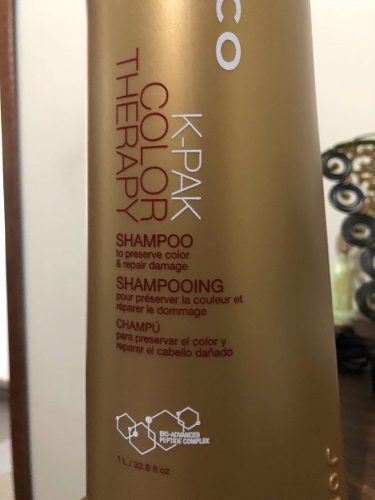 CO
K-PAK
COLOR
THERAPY
SHAMPOO
to preserve color
& repair damage
SHAMPOOING
pour préserver la couleur et
réparer le dommage
CHAMPÚ
para preservar el color y
reparar el cabello dañado
BIO-ADVANCED
PEPTIDE COMPLEX
1 L / 33.8 fl oz